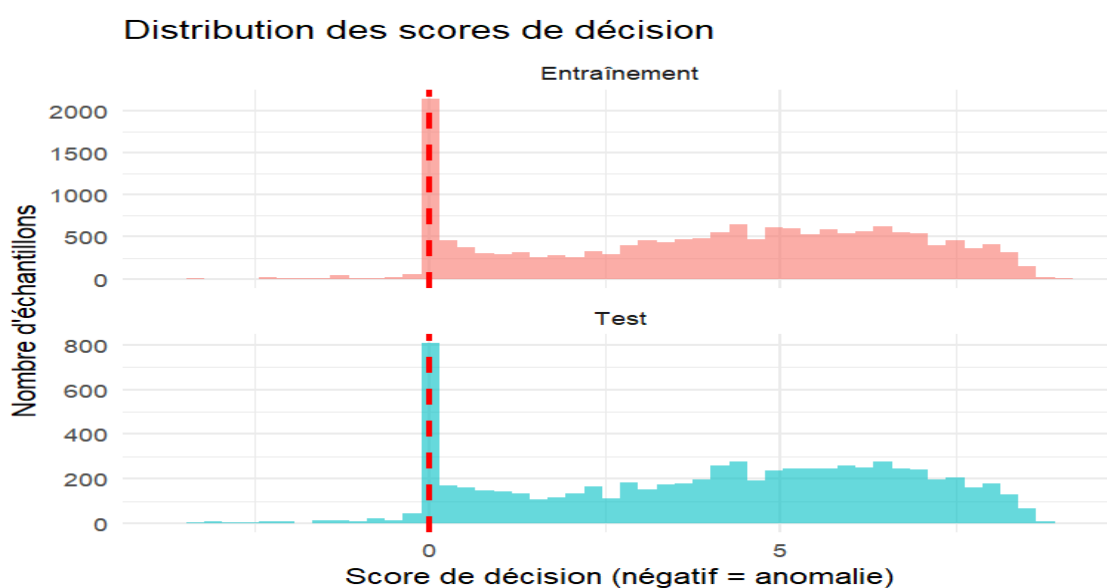 Distribution des scores de décision
Entraînement
2000
1500
1000
500
0
Nombre d'échantillons
Test
800
600
400
200
0
0 5
Score de décision (négatif = anomalie)